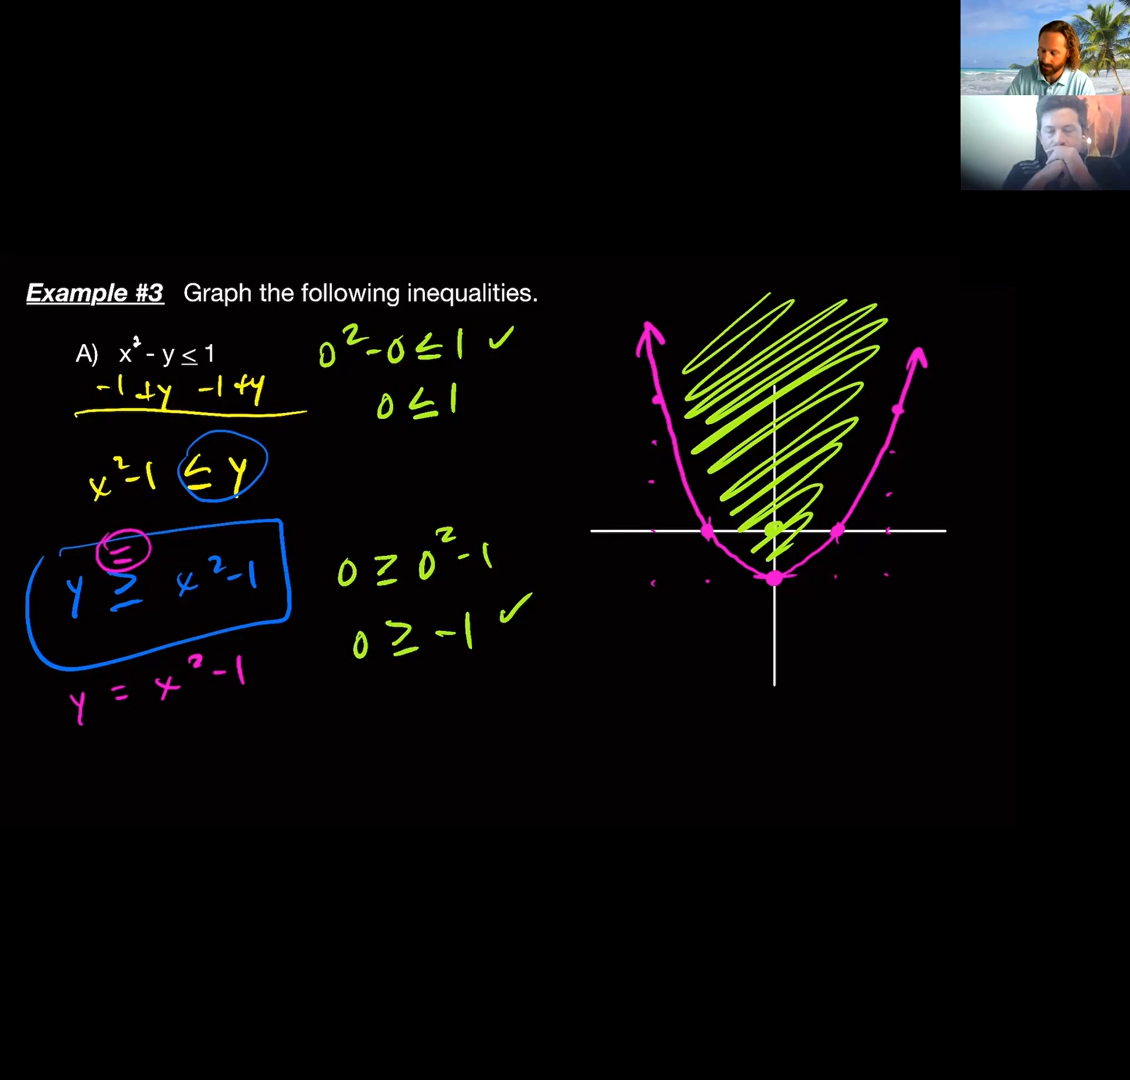 Example #3 Graph the following inequalities.
A) x² - y ≤ 1
-1 +y -1 +y
x²-1 ≤ y
=
y ≥ x²-1
y = x²-1
0²-0 ≤ 1 ✓
0 ≤ 1
0 ≥ 0²-1
0 ≥ -1 ✓